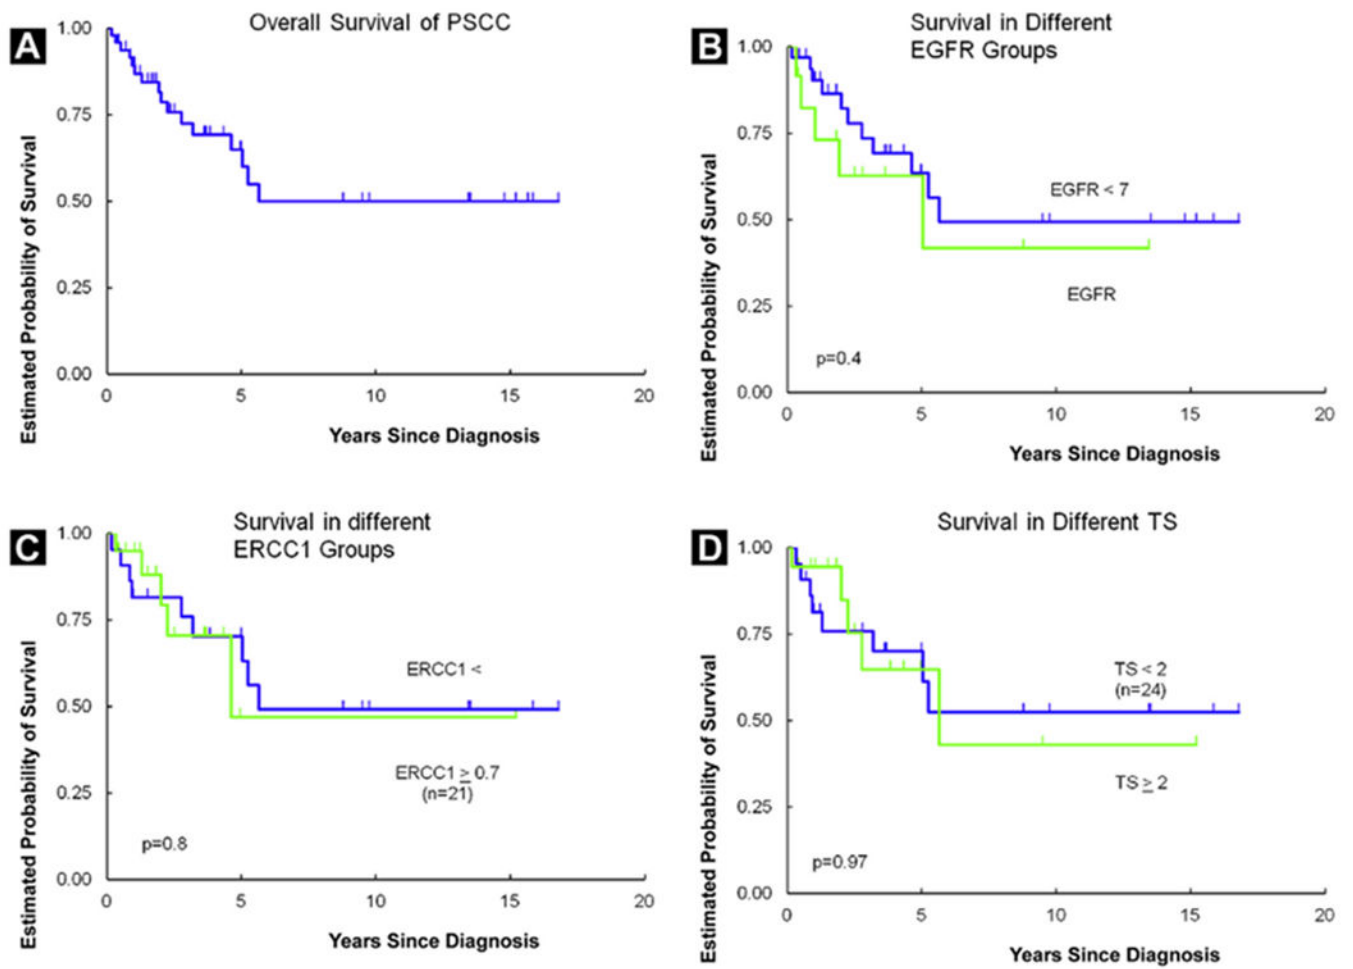 A
Overall Survival of PSCC
1.00
0.75
0.50
0.25
0.00
Estimated Probability of Survival
0 5 10 15 20
Years Since Diagnosis
B
Survival in Different
EGFR Groups
1.00
0.75
0.50
0.25
0.00
Estimated Probability of Survival
EGFR < 7
EGFR
p=0.4
0 5 10 15 20
Years Since Diagnosis
C
Survival in different
ERCC1 Groups
1.00
0.75
0.50
0.25
0.00
Estimated Probability of Survival
ERCC1 <
ERCC1 ≥ 0.7
(n=21)
p=0.8
0 5 10 15 20
Years Since Diagnosis
D
Survival in Different TS
1.00
0.75
0.50
0.25
0.00
Estimated Probability of Survival
TS < 2
(n=24)
TS ≥ 2
p=0.97
0 5 10 15 20
Years Since Diagnosis